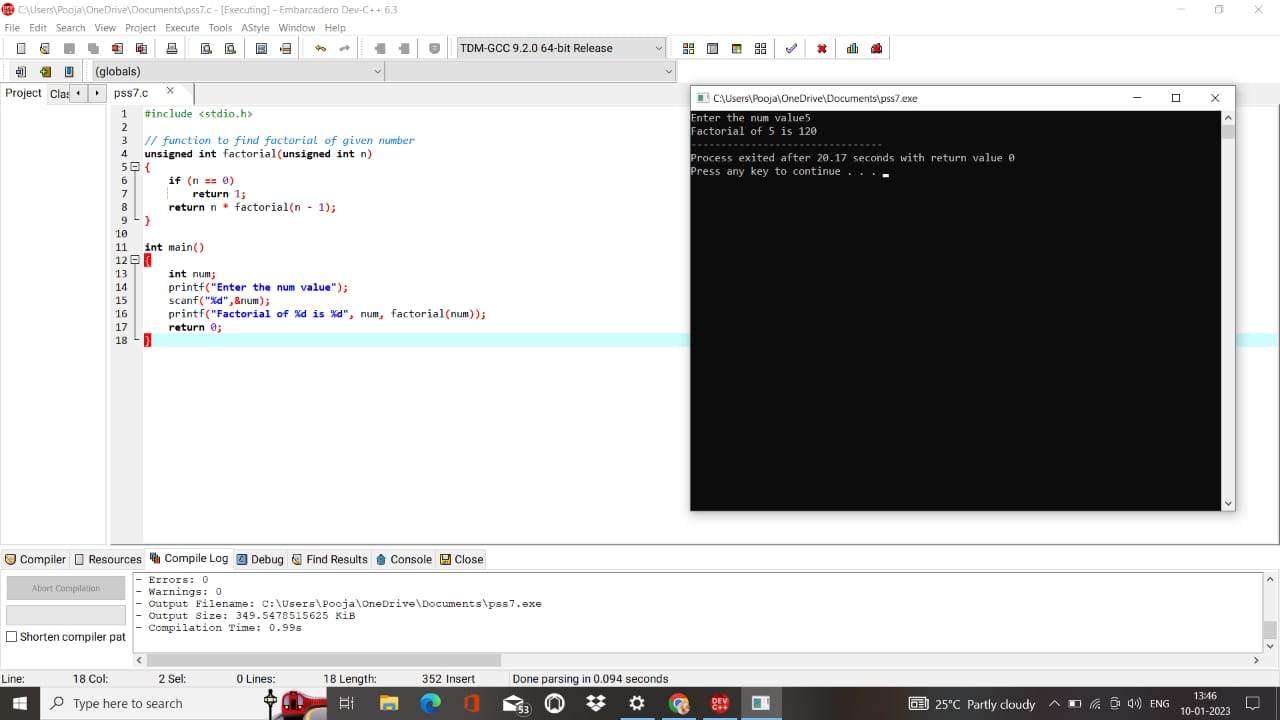 C:\Users\Pooja\OneDrive\Documents\pss7.c - [Executing] - Embarcadero Dev-C++ 6.3
File Edit Search View Project Execute Tools AStyle Window Help
TDM-GCC 9.2.0 64-bit Release
(globals)
Project Clas
pss7.c
1 #include <stdio.h>
2
3 // function to find factorial of given number
4 unsigned int factorial(unsigned int n)
5 {
6 if (n == 0)
7 return 1;
8 return n * factorial(n - 1);
9 }
10
11 int main()
12 {
13 int num;
14 printf("Enter the num value");
15 scanf("%d",&num);
16 printf("Factorial of %d is %d", num, factorial(num));
17 return 0;
18 }
C:\Users\Pooja\OneDrive\Documents\pss7.exe
Enter the num value5
Factorial of 5 is 120
--------------------------------
Process exited after 20.17 seconds with return value 0
Press any key to continue . . .
Compiler Resources Compile Log Debug Find Results Console Close
Abort Compilation
Shorten compiler pat
- Errors: 0
- Warnings: 0
- Output Filename: C:\Users\Pooja\OneDrive\Documents\pss7.exe
- Output Size: 349.5478515625 KiB
- Compilation Time: 0.99s
Line: 18 Col: 2 Sel: 0 Lines: 18 Length: 352 Insert Done parsing in 0.094 seconds
Type here to search
53
DEV C++
25°C Partly cloudy
ENG
13:46
10-01-2023